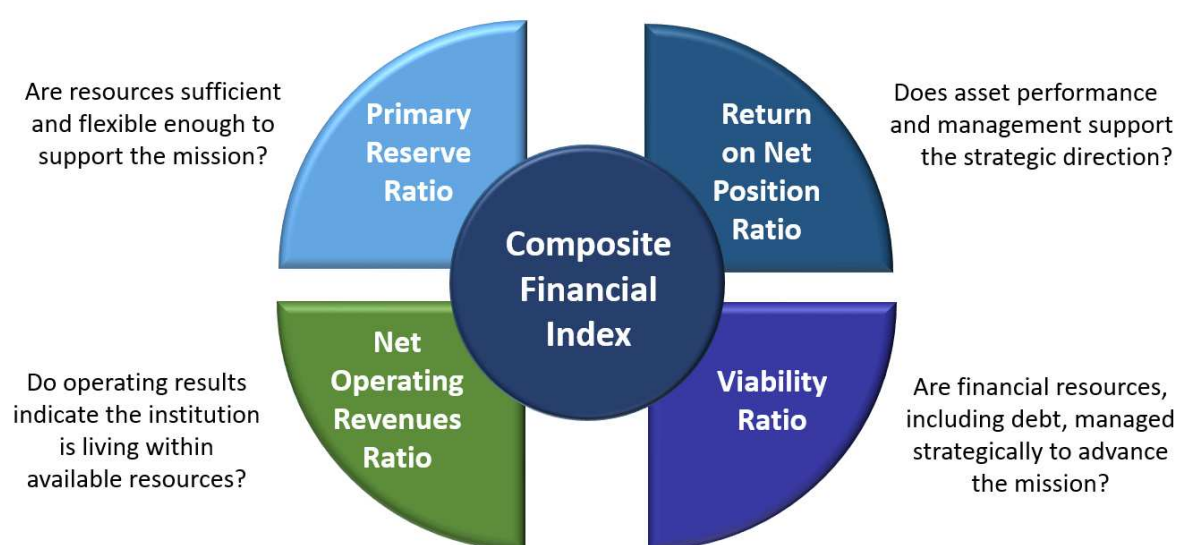 Are resources sufficient
and flexible enough to
support the mission?
Primary
Reserve
Ratio
Return
on Net
Position
Ratio
Does asset performance
and management support
the strategic direction?
Composite
Financial
Index
Do operating results
indicate the institution
is living within
available resources?
Net
Operating
Revenues
Ratio
Viability
Ratio
Are financial resources,
including debt, managed
strategically to advance
the mission?